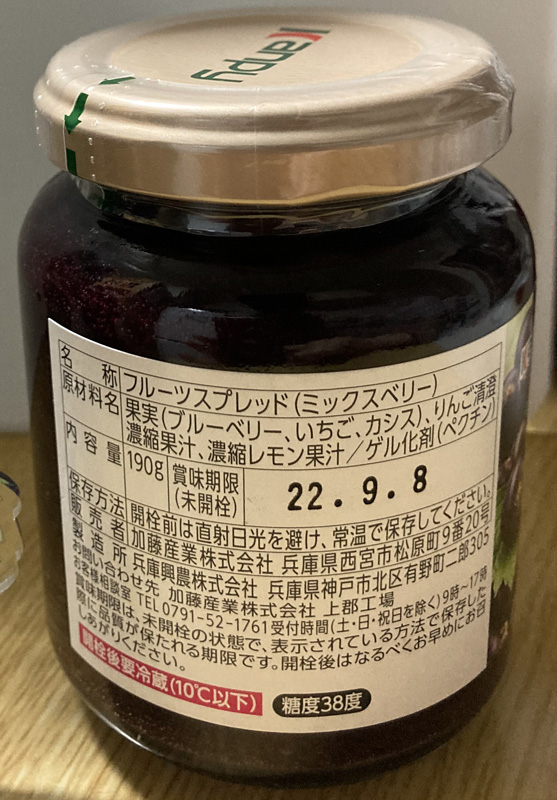 Kanpy
名称 フルーツスプレッド(ミックスベリー)
原材料名 果実(ブルーベリー、いちご、カシス)、りんご清澄
濃縮果汁、濃縮レモン果汁/ゲル化剤(ペクチン)
内容量 190g 賞味期限(未開栓) 22.9.8
保存方法 開栓前は直射日光を避け、常温で保存してください。
販売者 加藤産業株式会社 兵庫県西宮市松原町9番20号
製造所 兵庫興農株式会社 兵庫県神戸市北区有野町二郎305
お問い合わせ先 加藤産業株式会社 上郡工場
お客様相談室 TEL 0791-52-1761 受付時間(土・日・祝日を除く)9時~17時
賞味期限は、未開栓の状態で、表示されている方法で保存した
際に品質が保たれる期限です。開栓後はなるべくお早めにお召
しあがりください。
開栓後要冷蔵(10℃以下) 糖度38度